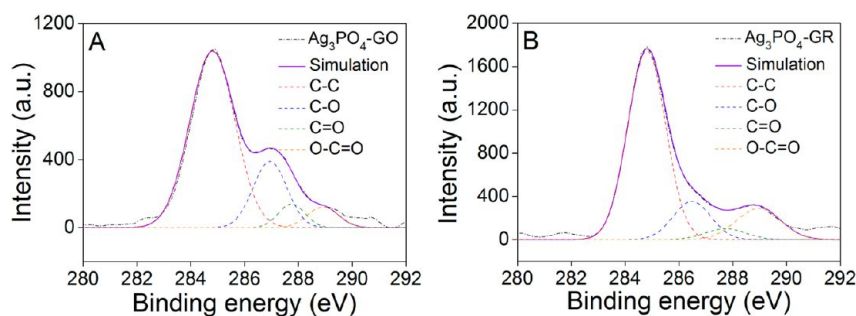 A
Ag₃PO₄-GO
Simulation
C-C
C-O
C=O
O-C=O
1200
800
400
0
Intensity (a.u.)
280 282 284 286 288 290 292
Binding energy (eV)
B
Ag₃PO₄-GR
Simulation
C-C
C-O
C=O
O-C=O
2000
1600
1200
800
400
0
Intensity (a.u.)
280 282 284 286 288 290 292
Binding energy (eV)